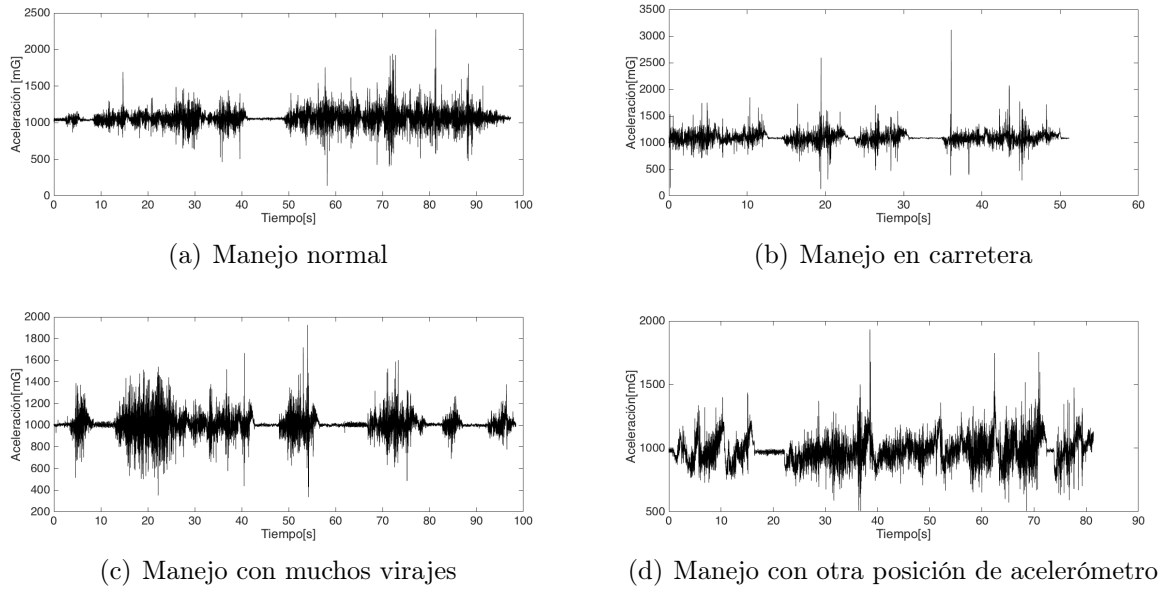 2500
2000
1500
1000
500
0
Aceleración [mG]
0 10 20 30 40 50 60 70 80 90 100
Tiempo[s]
(a) Manejo normal
3500
3000
2500
2000
1500
1000
500
0
Aceleración[mG]
0 20 30 40 50 60
Tiempo[s]
(b) Manejo en carretera
2000
1800
1600
1400
1200
1000
800
600
400
200
Aceleración[mG]
0 10 20 30 40 50 60 70 80 90 100
Tiempo[s]
(c) Manejo con muchos virajes
2000
1500
1000
500
Aceleración[mG]
0 10 20 30 40 50 60 70 80 90
Tiempo[s]
(d) Manejo con otra posición de acelerómetro